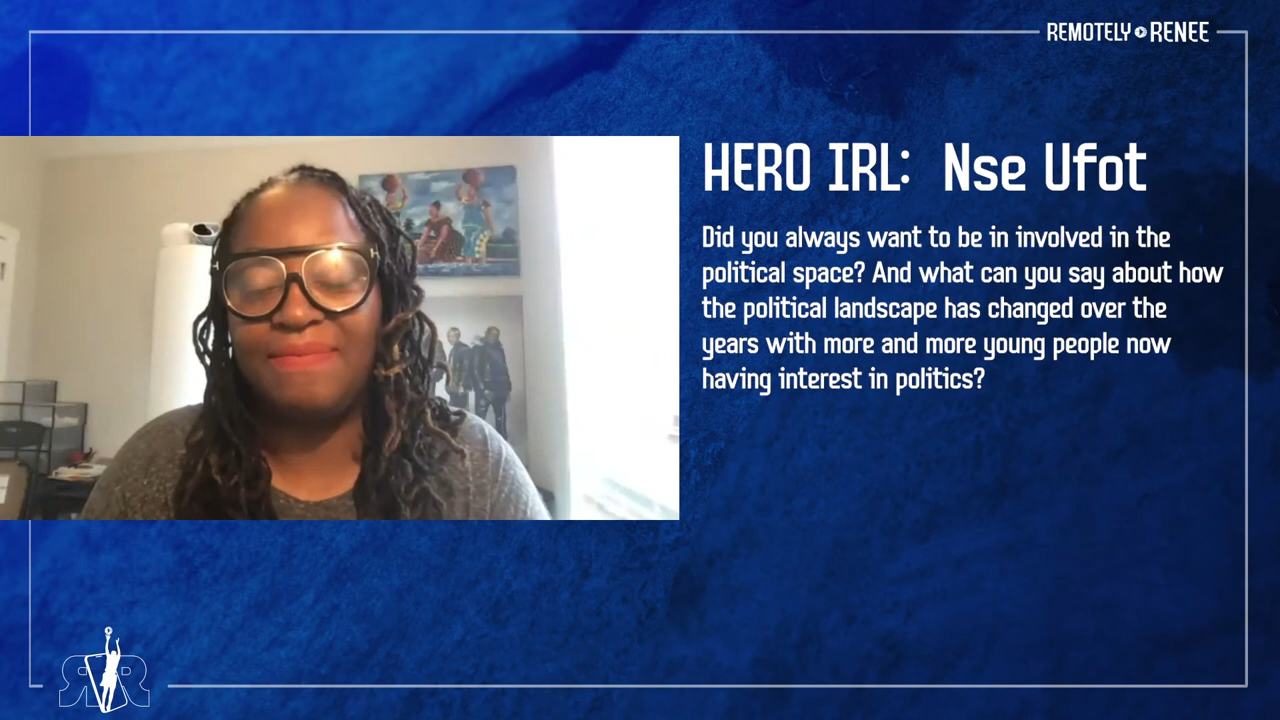 REMOTELY RENEE
HERO IRL: Nse Ufot
Did you always want to be in involved in the
political space? And what can you say about how
the political landscape has changed over the
years with more and more young people now
having interest in politics?
RR